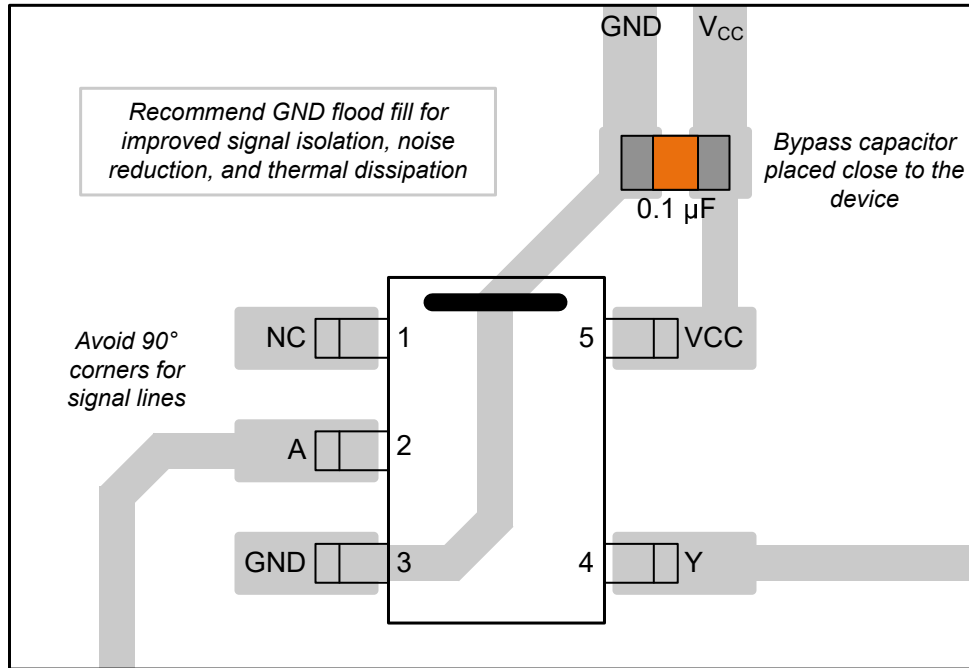 GND
VCC
Recommend GND flood fill for
improved signal isolation, noise
reduction, and thermal dissipation
Bypass capacitor
placed close to the
device
0.1 µF
NC
1
5
VCC
Avoid 90°
corners for
signal lines
A
2
GND
3
4
Y